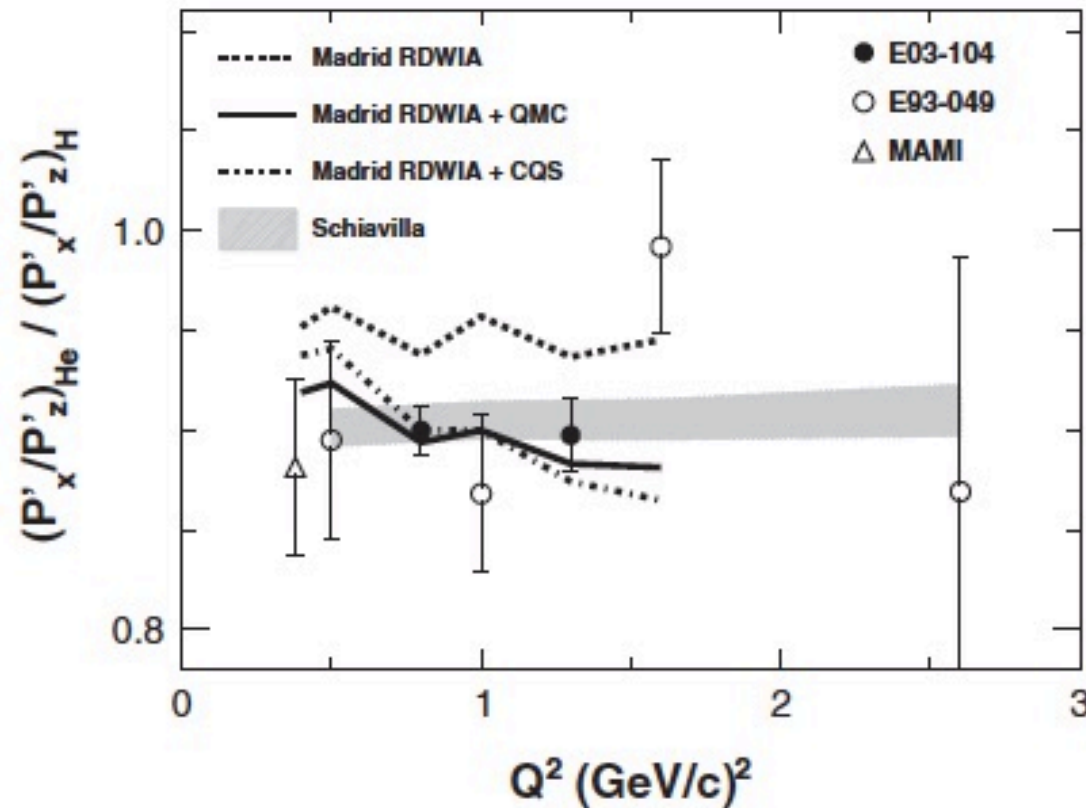 Madrid RDWIA
Madrid RDWIA + QMC
Madrid RDWIA + CQS
Schiavilla
E03-104
E93-049
MAMI
(P'x/P'z)He / (P'x/P'z)H
1.0
0.8
0
1
2
3
Q² (GeV/c)²